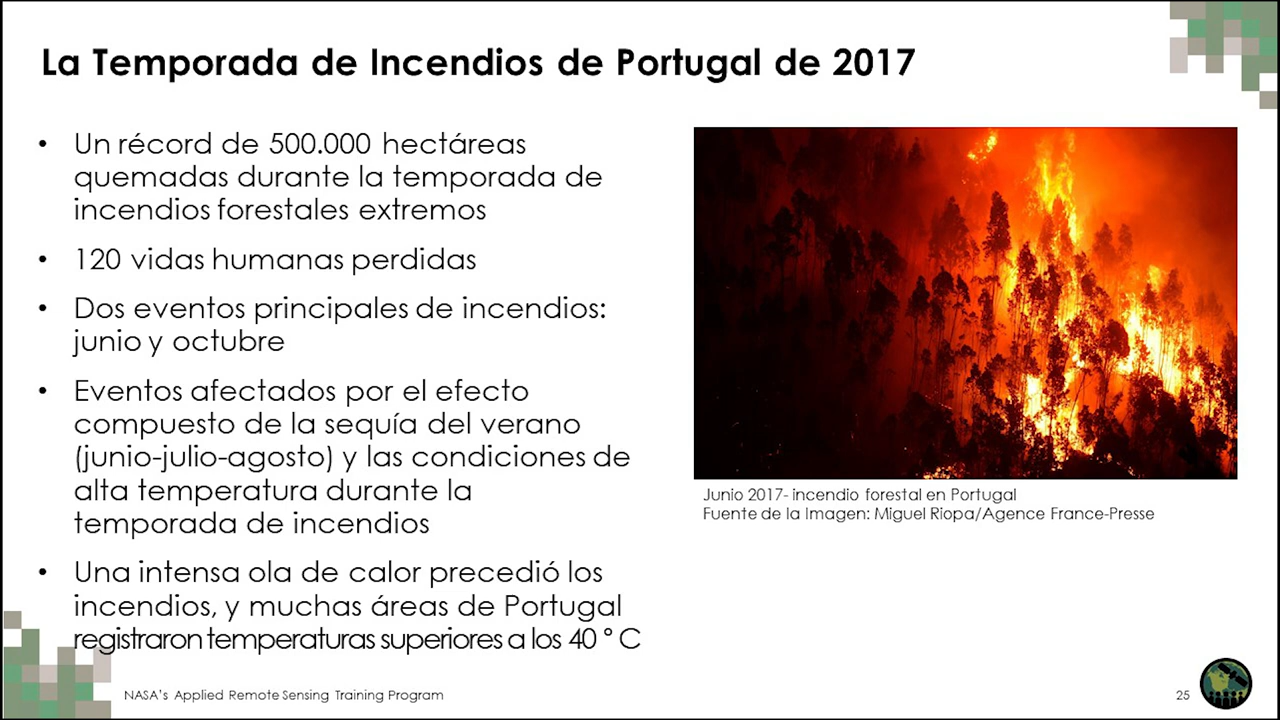 La Temporada de Incendios de Portugal de 2017
• Un récord de 500.000 hectáreas
quemadas durante la temporada de
incendios forestales extremos
• 120 vidas humanas perdidas
• Dos eventos principales de incendios:
junio y octubre
• Eventos afectados por el efecto
compuesto de la sequía del verano
(junio-julio-agosto) y las condiciones de
alta temperatura durante la
temporada de incendios
• Una intensa ola de calor precedió los
incendios, y muchas áreas de Portugal
registraron temperaturas superiores a los 40 ° C
Junio 2017- incendio forestal en Portugal
Fuente de la Imagen: Miguel Riopa/Agence France-Presse
NASA's Applied Remote Sensing Training Program
25